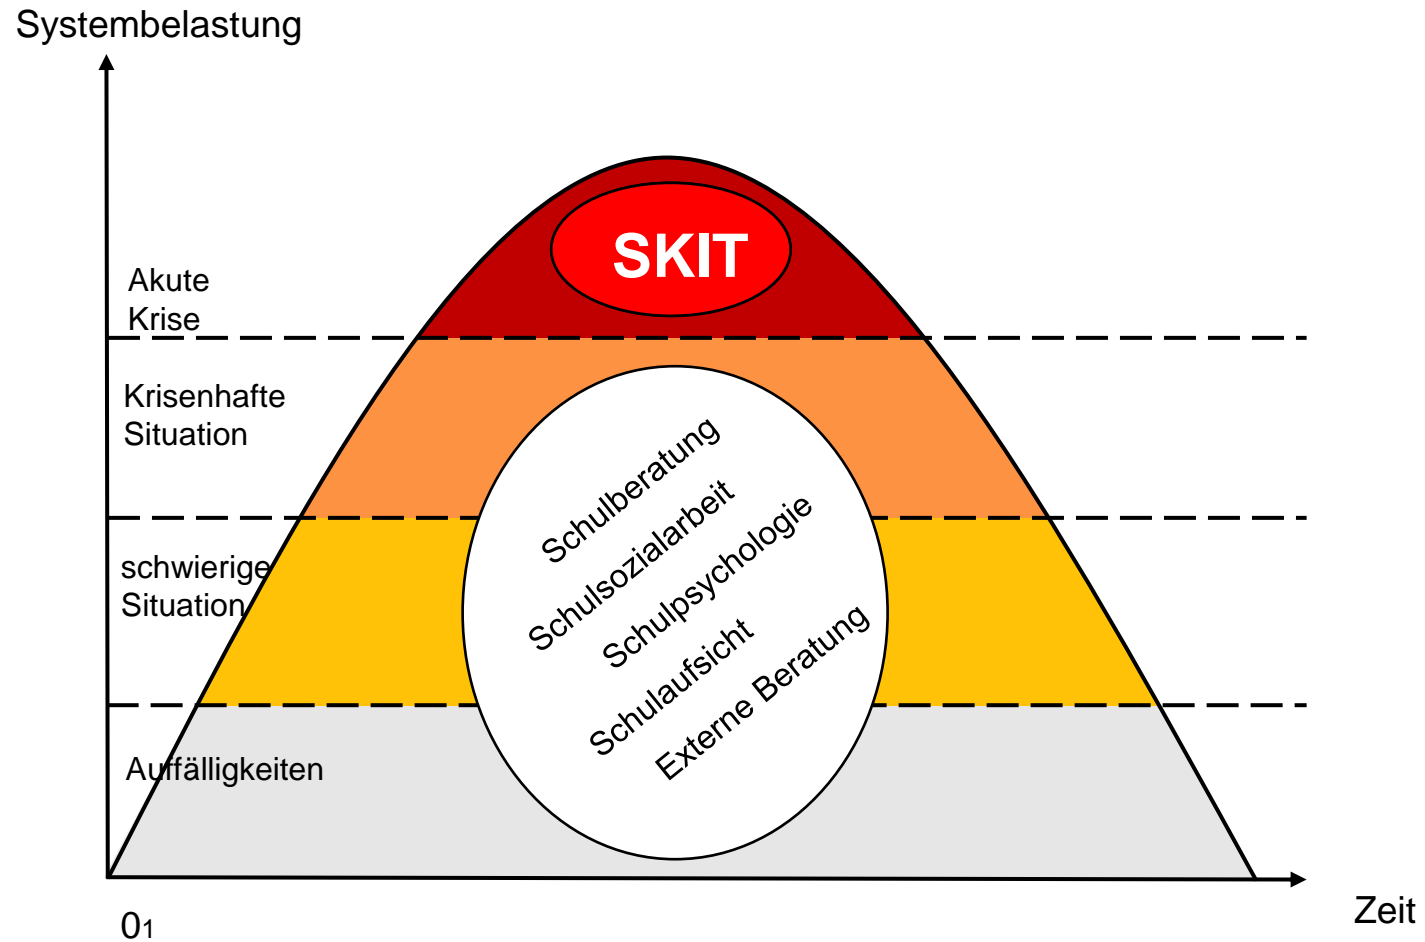 Systembelastung
SKIT
Akute
Krise
Krisenhafte
Situation
Schulberatung
Schulsozialarbeit
Schulpsychologie
schwierige
Situation
Schulaufsicht
Externe Beratung
Auffälligkeiten
Zeit
01